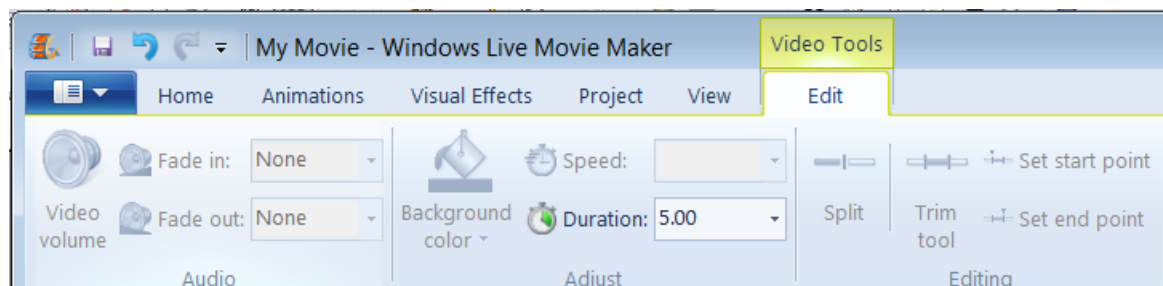 My Movie - Windows Live Movie Maker
Video Tools
Home Animations Visual Effects Project View Edit
Fade in: None Speed: Set start point
Video volume Fade out: None Background color Duration: 5.00 Split Trim tool Set end point
Audio Adjust Editing